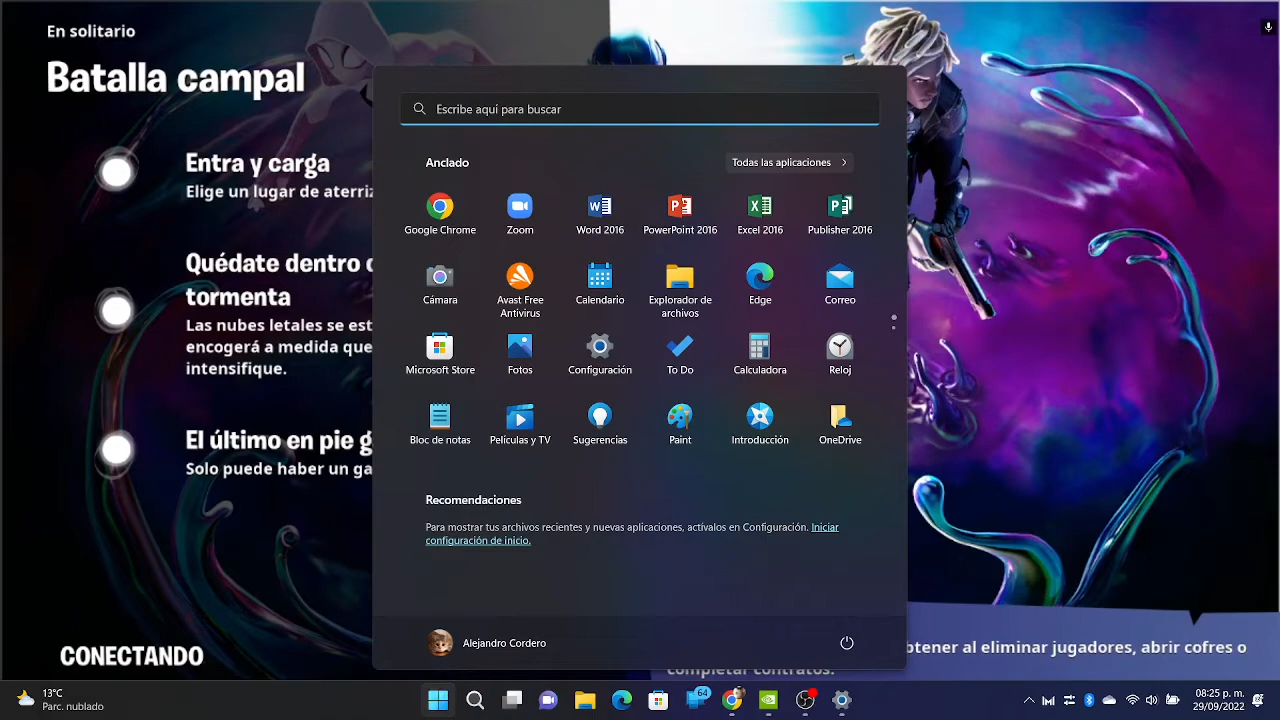 En solitario
Batalla campal
Entra y carga
Elige un lugar de aterriz
Quédate dentro
tormenta
Las nubes letales se est
encogerá a medida que
intensifique.
El último en pie g
Solo puede haber un ga
CONECTANDO
Escribe aquí para buscar
Anclado
Todas las aplicaciones
Google Chrome
Zoom
Word 2016
PowerPoint 2016
Excel 2016
Publisher 2016
Cámara
Avast Free
Antivirus
Calendario
Explorador de
archivos
Edge
Correo
Microsoft Store
Fotos
Configuración
To Do
Calculadora
Reloj
Bloc de notas
Películas y TV
Sugerencias
Paint
Introducción
OneDrive
Recomendaciones
Para mostrar tus archivos recientes y nuevas aplicaciones, actívalos en Configuración. Iniciar
configuración de inicio.
Alejandro Cordero
btener al eliminar jugadores, abrir cofres o
completar contratos.
13°C
Parc. nublado
64
08:25 p. m.
29/09/2022